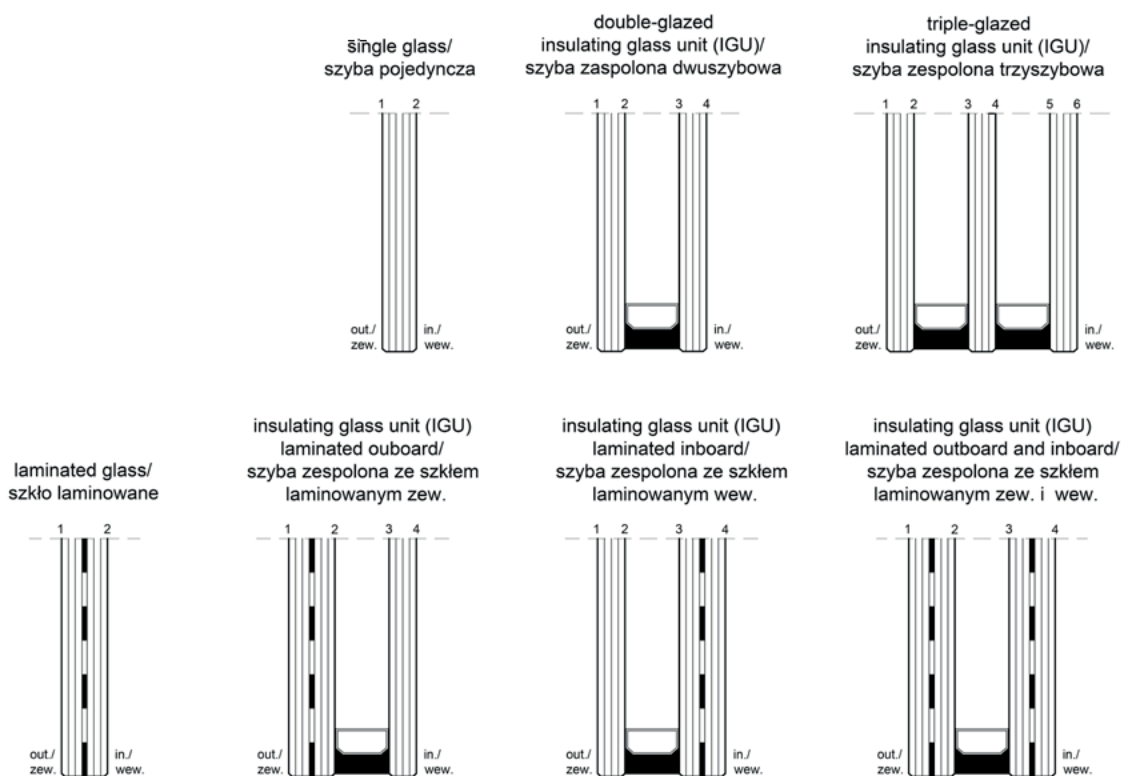 single glass/
szyba pojedyncza
double-glazed
insulating glass unit (IGU)/
szyba zaspolona dwuszybowa
triple-glazed
insulating glass unit (IGU)/
szyba zespolona trzyszybowa
1 2
out./
zew.
in./
wew.
1 2 3 4
out./
zew.
in./
wew.
1 2 3 4 5 6
out./
zew.
in./
wew.
laminated glass/
szkło laminowane
insulating glass unit (IGU)
laminated ouboard/
szyba zespolona ze szkłem
laminowanym zew.
insulating glass unit (IGU)
laminated inboard/
szyba zespolona ze szkłem
laminowanym wew.
insulating glass unit (IGU)
laminated outboard and inboard/
szyba zespolona ze szkłem
laminowanym zew. i wew.
1 2
out./
zew.
in./
wew.
1 2 3 4
out./
zew.
in./
wew.
1 2 3 4
out./
zew.
in./
wew.
1 2 3 4
out./
zew.
in./
wew.